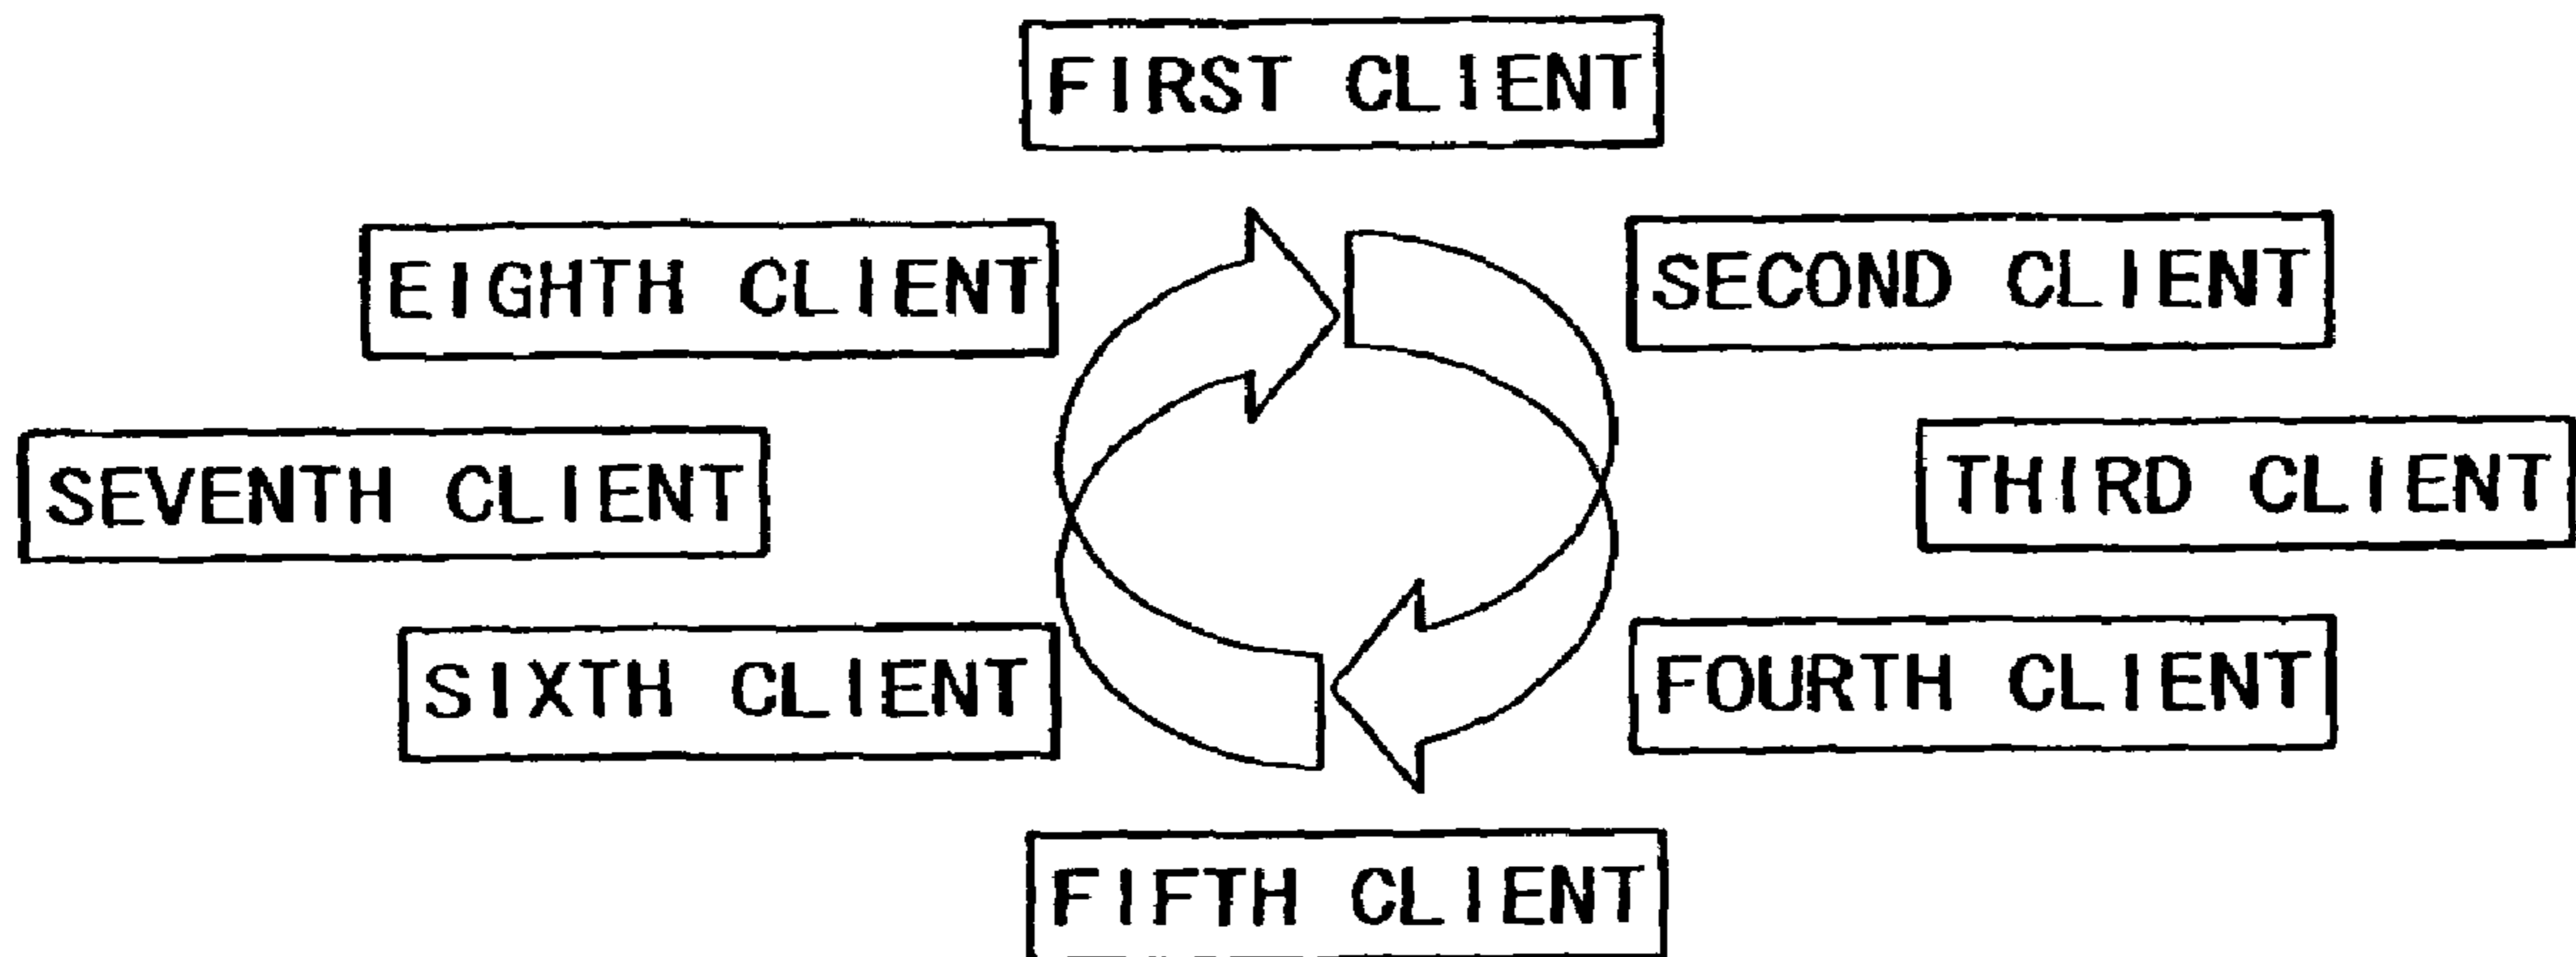 FIRST CLIENT
EIGHTH CLIENT
SECOND CLIENT
SEVENTH CLIENT
THIRD CLIENT
SIXTH CLIENT
FOURTH CLIENT
FIFTH CLIENT